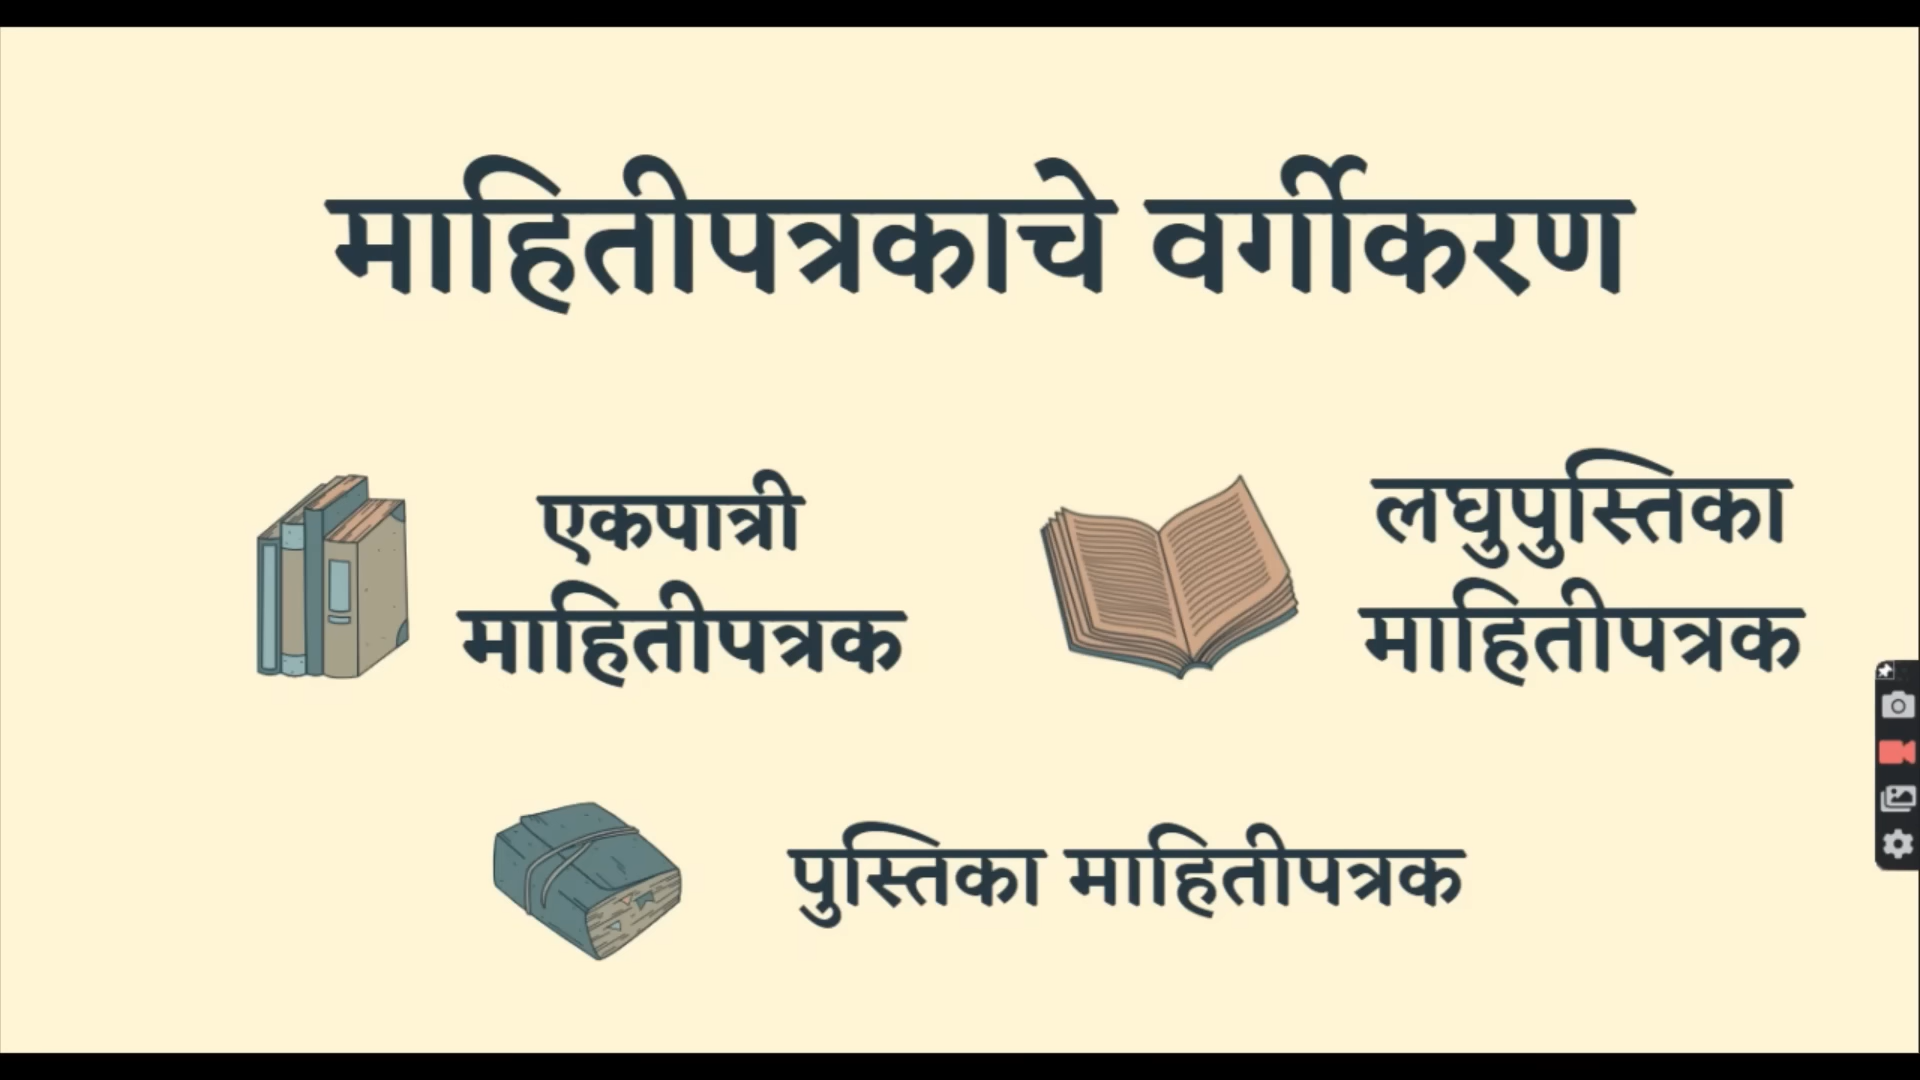 माहितीपत्रकाचे वर्गीकरण
एकपात्री
माहितीपत्रक
लघुपुस्तिका
माहितीपत्रक
पुस्तिका माहितीपत्रक